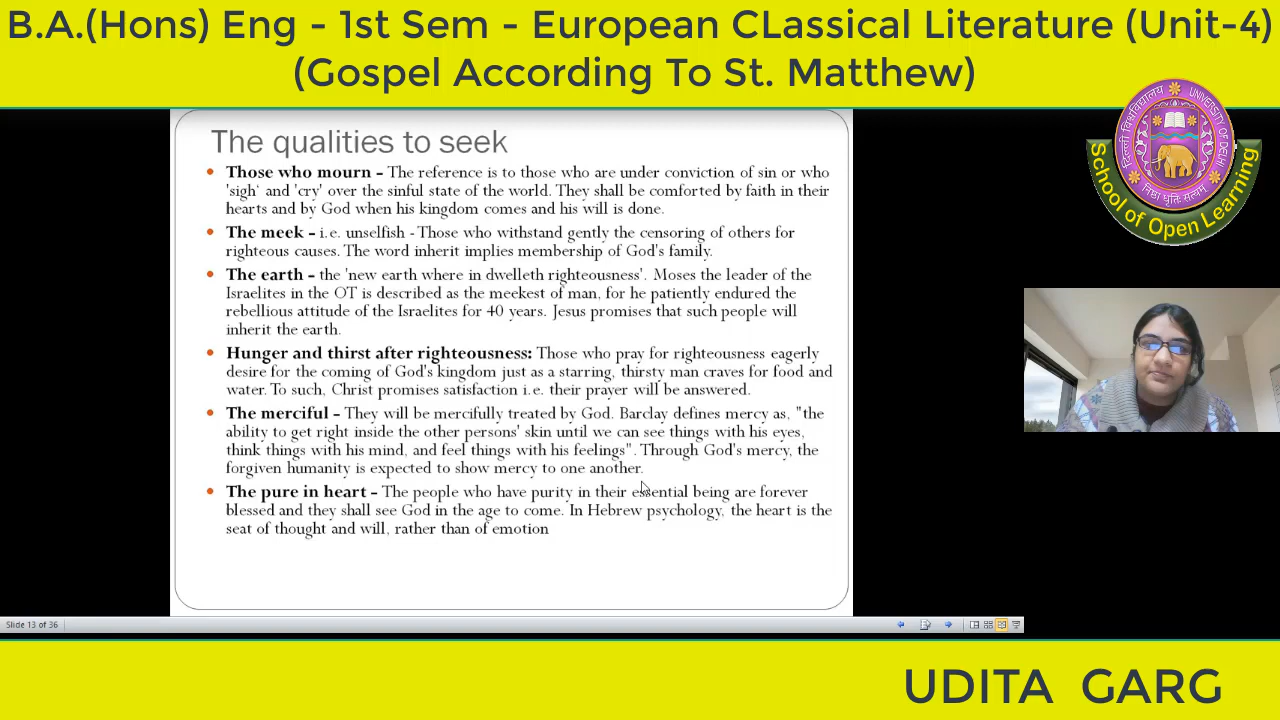 B.A.(Hons) Eng - 1st Sem - European CLassical Literature (Unit-4)
(Gospel According To St. Matthew)
The qualities to seek
Those who mourn – The reference is to those who are under conviction of sin or who
'sigh' and 'cry' over the sinful state of the world. They shall be comforted by faith in their
hearts and by God when his kingdom comes and his will is done.
The meek – i.e. unselfish - Those who withstand gently the censoring of others for
righteous causes. The word inherit implies membership of God's family.
The earth – the 'new earth where in dwelleth righteousness'. Moses the leader of the
Israelites in the OT is described as the meekest of man, for he patiently endured the
rebellious attitude of the Israelites for 40 years. Jesus promises that such people will
inherit the earth.
Hunger and thirst after righteousness: Those who pray for righteousness eagerly
desire for the coming of God's kingdom just as a starring, thirsty man craves for food and
water. To such, Christ promises satisfaction i.e. their prayer will be answered.
The merciful – They will be mercifully treated by God. Barclay defines mercy as, "the
ability to get right inside the other persons' skin until we can see things with his eyes,
think things with his mind, and feel things with his feelings". Through God's mercy, the
forgiven humanity is expected to show mercy to one another.
The pure in heart – The people who have purity in their essential being are forever
blessed and they shall see God in the age to come. In Hebrew psychology, the heart is the
seat of thought and will, rather than of emotion
Slide 13 of 36
दिल्ली विश्वविद्यालय
UNIVERSITY OF DELHI
निष्ठा धृतिः सत्यम्
School of Open Learning
UDITA GARG